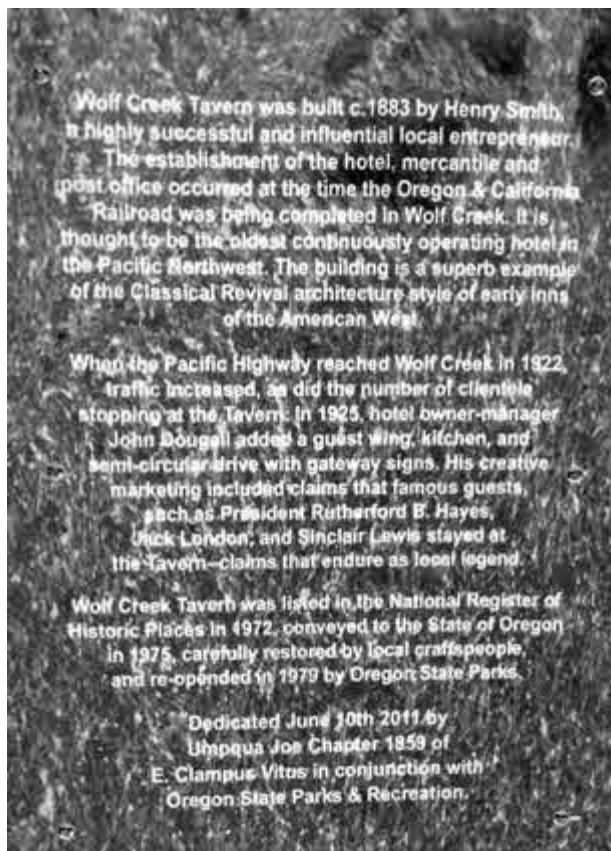 Wolf Creek Tavern was built c.1883 by Henry Smith,
a highly successful and influential local entrepreneur.
The establishment of the hotel, mercantile and
post office occurred at the time the Oregon & California
Railroad was being completed in Wolf Creek. It is
thought to be the oldest continuously operating hotel in
the Pacific Northwest. The building is a superb example
of the Classical Revival architecture style of early inns
of the American West.
When the Pacific Highway reached Wolf Creek in 1922,
traffic increased, as did the number of clientele
stopping at the Tavern. In 1925, hotel owner-manager
John Dougall added a guest wing, kitchen, and
semi-circular drive with gateway signs. His creative
marketing included claims that famous guests,
such as President Rutherford B. Hayes,
Jack London, and Sinclair Lewis stayed at
the Tavern–claims that endure as local legend.
Wolf Creek Tavern was listed in the National Register of
Historic Places in 1972, conveyed to the State of Oregon
in 1975, carefully restored by local craftspeople,
and re-opended in 1979 by Oregon State Parks.
Dedicated June 10th 2011 by
Umpqua Joe Chapter 1859 of
E. Clampus Vitus in conjunction with
Oregon State Parks & Recreation.